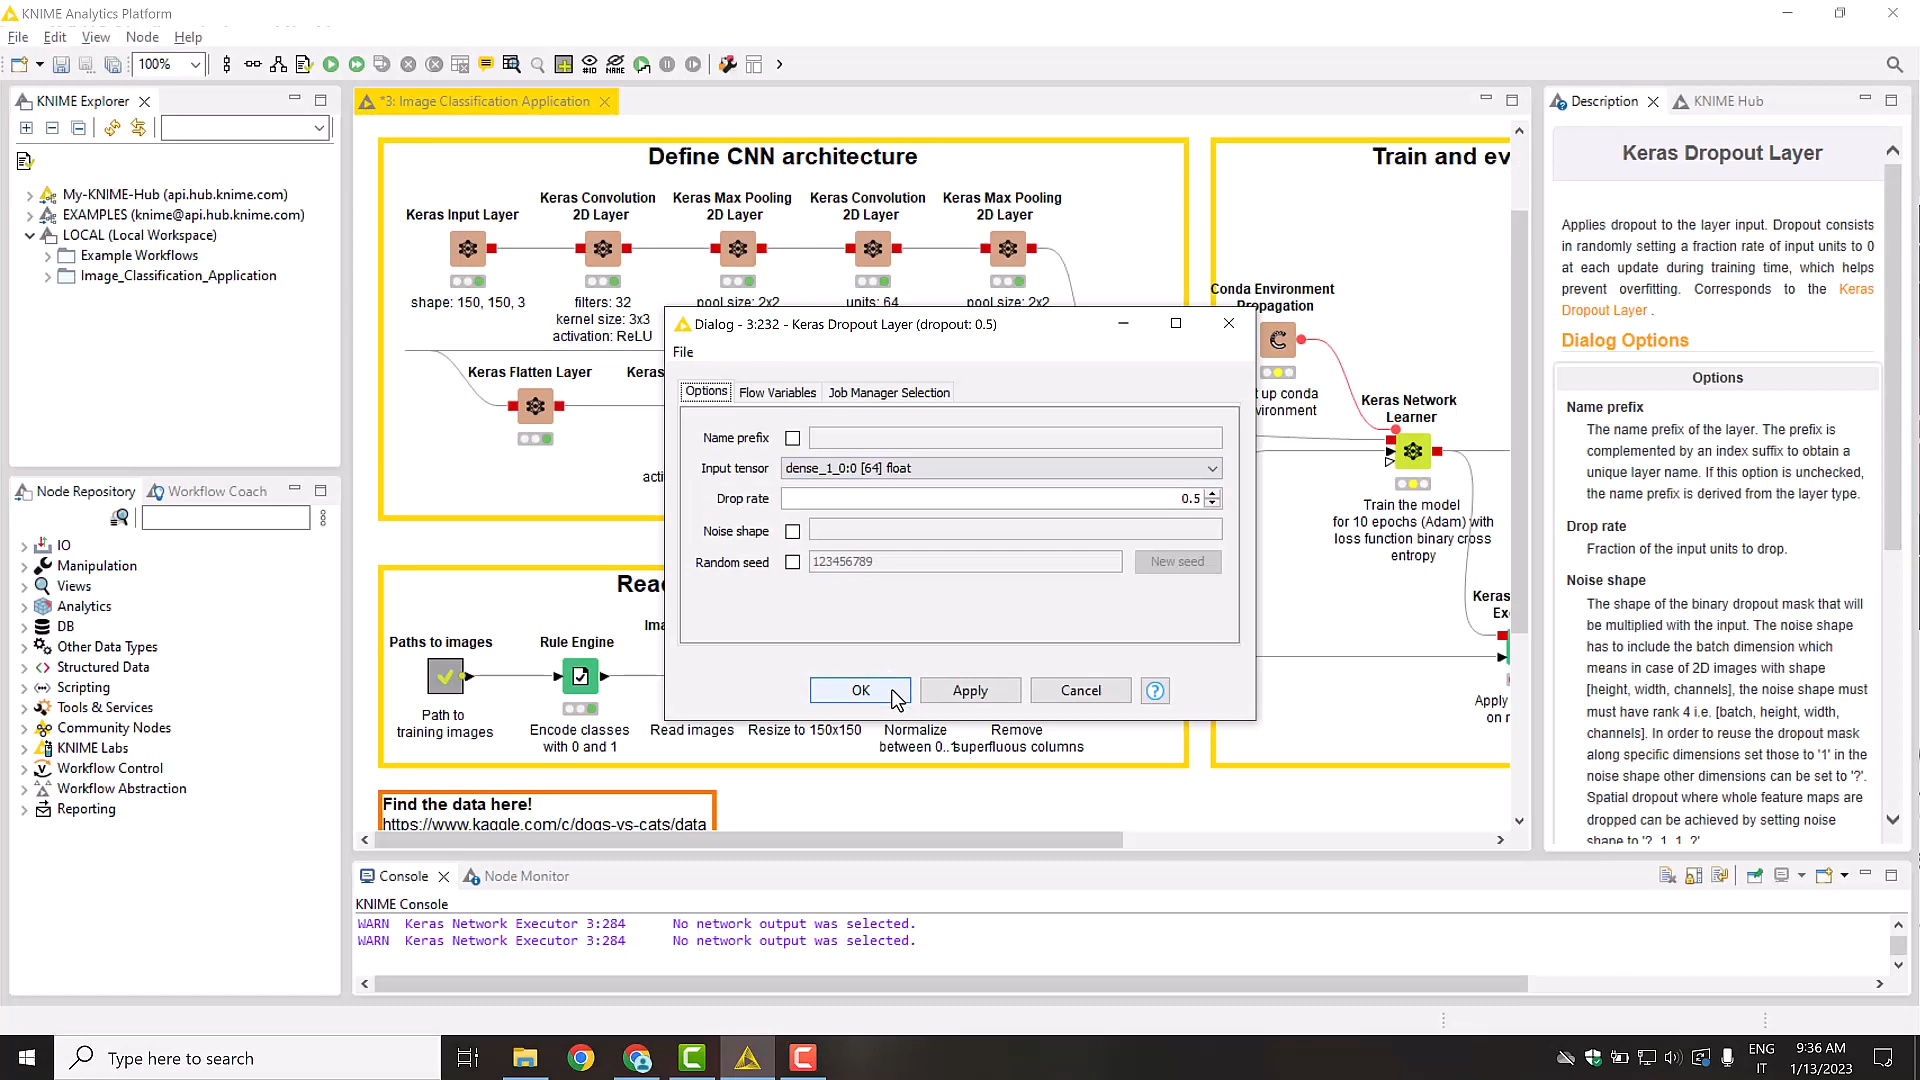 KNIME Analytics Platform
File Edit View Node Help
100%
KNIME Explorer
My-KNIME-Hub (api.hub.knime.com)
EXAMPLES (knime@api.hub.knime.com)
LOCAL (Local Workspace)
Example Workflows
Image_Classification_Application
Node Repository
Workflow Coach
IO
Manipulation
Views
Analytics
DB
Other Data Types
Structured Data
Scripting
Tools & Services
Community Nodes
KNIME Labs
Workflow Control
Workflow Abstraction
Reporting
*3: Image Classification Application
Define CNN architecture
Keras Input Layer
Keras Convolution
2D Layer
Keras Max Pooling
2D Layer
Keras Convolution
2D Layer
Keras Max Pooling
2D Layer
shape: 150, 150, 3
filters: 32
kernel size: 3x3
activation: ReLU
pool size: 2x2
units: 64
pool size: 2x2
Keras Flatten Layer
Keras
Train and ev
Conda Environment
Propagation
Keras Network
Learner
Train the model
for 10 epochs (Adam) with
loss function binary cross
entropy
Keras
Ex
Apply
on n
Dialog - 3:232 - Keras Dropout Layer (dropout: 0.5)
File
Options
Flow Variables
Job Manager Selection
Name prefix
Input tensor
dense_1_0:0 [64] float
Drop rate
0.5
Noise shape
Random seed
123456789
New seed
OK
Apply
Cancel
Read
Paths to images
Rule Engine
Path to
training images
Encode classes
with 0 and 1
Read images
Resize to 150x150
Normalize
between 0..1
Remove
superfluous columns
Find the data here!
https://www.kaggle.com/c/dogs-vs-cats/data
Console
Node Monitor
KNIME Console
WARN Keras Network Executor 3:284 No network output was selected.
WARN Keras Network Executor 3:284 No network output was selected.
Description
KNIME Hub
Keras Dropout Layer
Applies dropout to the layer input. Dropout consists
in randomly setting a fraction rate of input units to 0
at each update during training time, which helps
prevent overfitting. Corresponds to the Keras
Dropout Layer .
Dialog Options
Options
Name prefix
The name prefix of the layer. The prefix is
complemented by an index suffix to obtain a
unique layer name. If this option is unchecked,
the name prefix is derived from the layer type.
Drop rate
Fraction of the input units to drop.
Noise shape
The shape of the binary dropout mask that will
be multiplied with the input. The noise shape
has to include the batch dimension which
means in case of 2D images with shape
[height, width, channels], the noise shape must
must have rank 4 i.e. [batch, height, width,
channels]. In order to reuse the dropout mask
along specific dimensions set those to '1' in the
noise shape other dimensions can be set to '?'.
Spatial dropout where whole feature maps are
dropped can be achieved by setting noise
shape to '?, 1, 1, ?'
Type here to search
ENG
IT
9:36 AM
1/13/2023